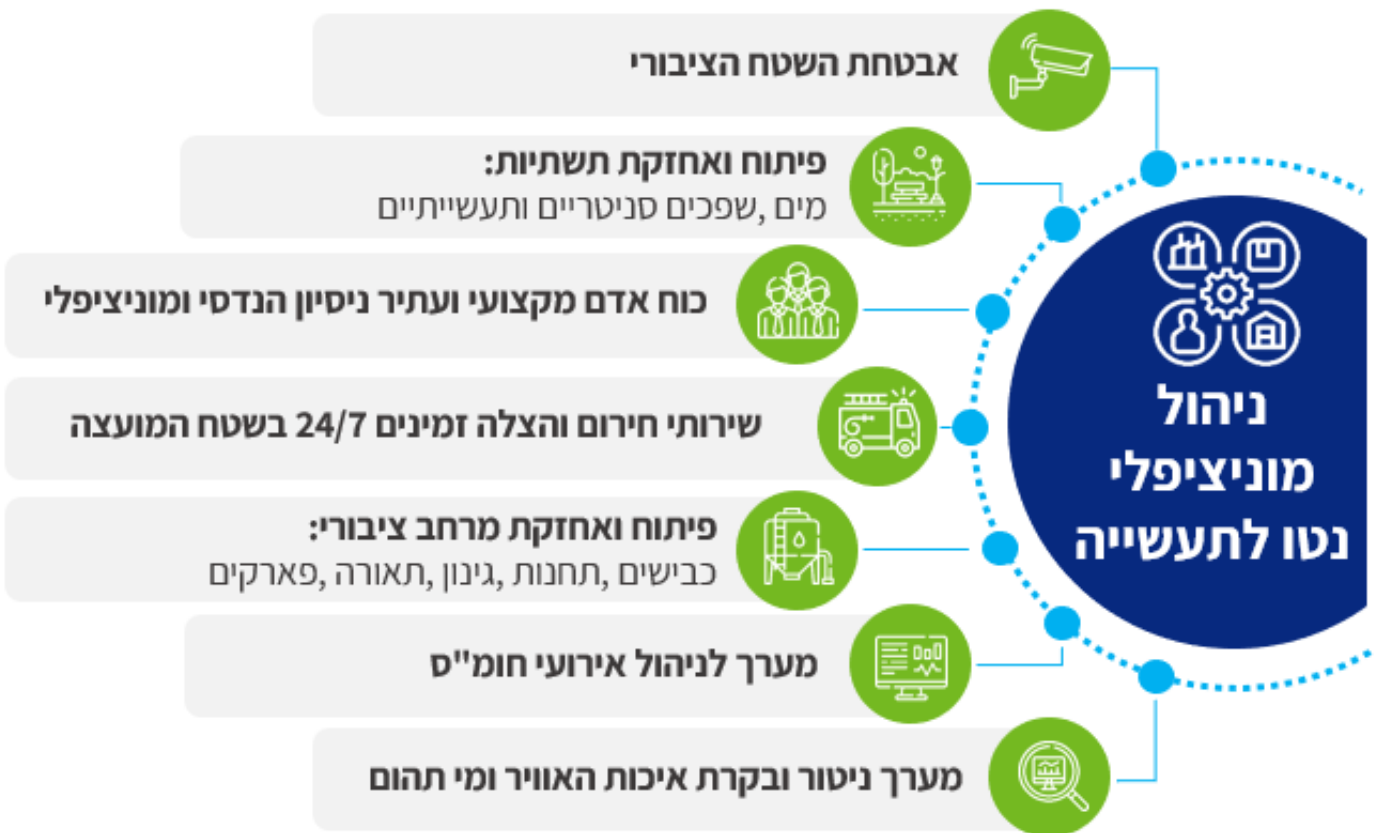 אבטחת השטח הציבורי
פיתוח ואחזקת תשתיות:
מים ,שפכים סניטריים ותעשייתיים
כוח אדם מקצועי ועתיר ניסיון הנדסי ומוניציפלי
שירותי חירום והצלה זמינים 24/7 בשטח המועצה
פיתוח ואחזקת מרחב ציבורי:
כבישים ,תחנות ,גינון ,תאורה ,פארקים
מערך לניהול אירועי חומ"ס
מערך ניטור ובקרת איכות האוויר ומי תהום
ניהול
מוניציפלי
נטו לתעשייה